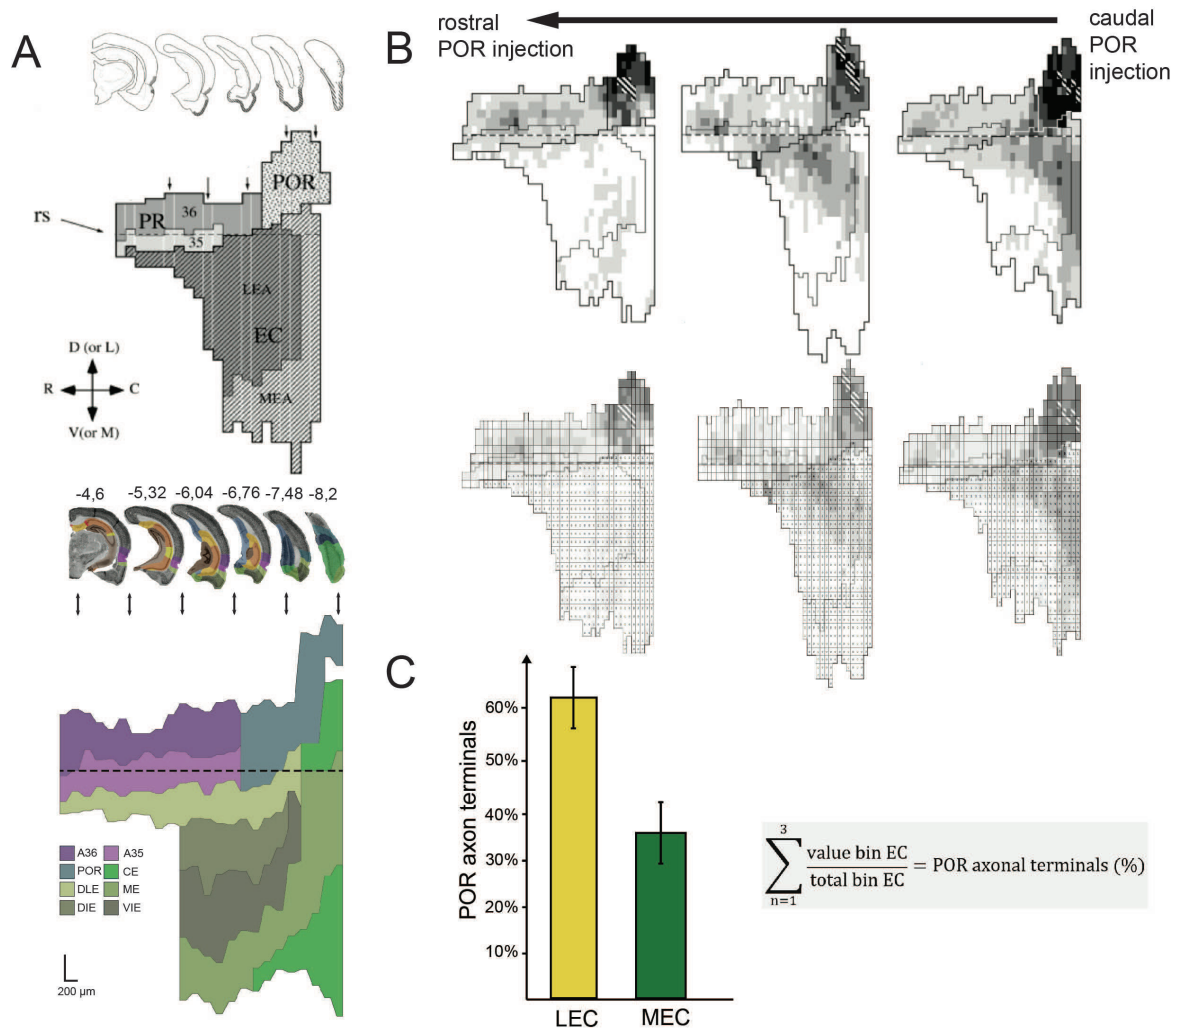 A
POR
PR
36
rs
35
LEA
EC
D (or L)
R
C
V(or M)
MEA
-4,6
-5,32
-6,04
-6,76
-7,48
-8,2
A36
A35
POR
CE
DLE
ME
DIE
VIE
200 µm
B
rostral
POR injection
caudal
POR
injection
C
POR axon terminals
60%
50%
40%
30%
20%
10%
LEC
MEC
3
∑ value bin EC / total bin EC = POR axonal terminals (%)
n=1